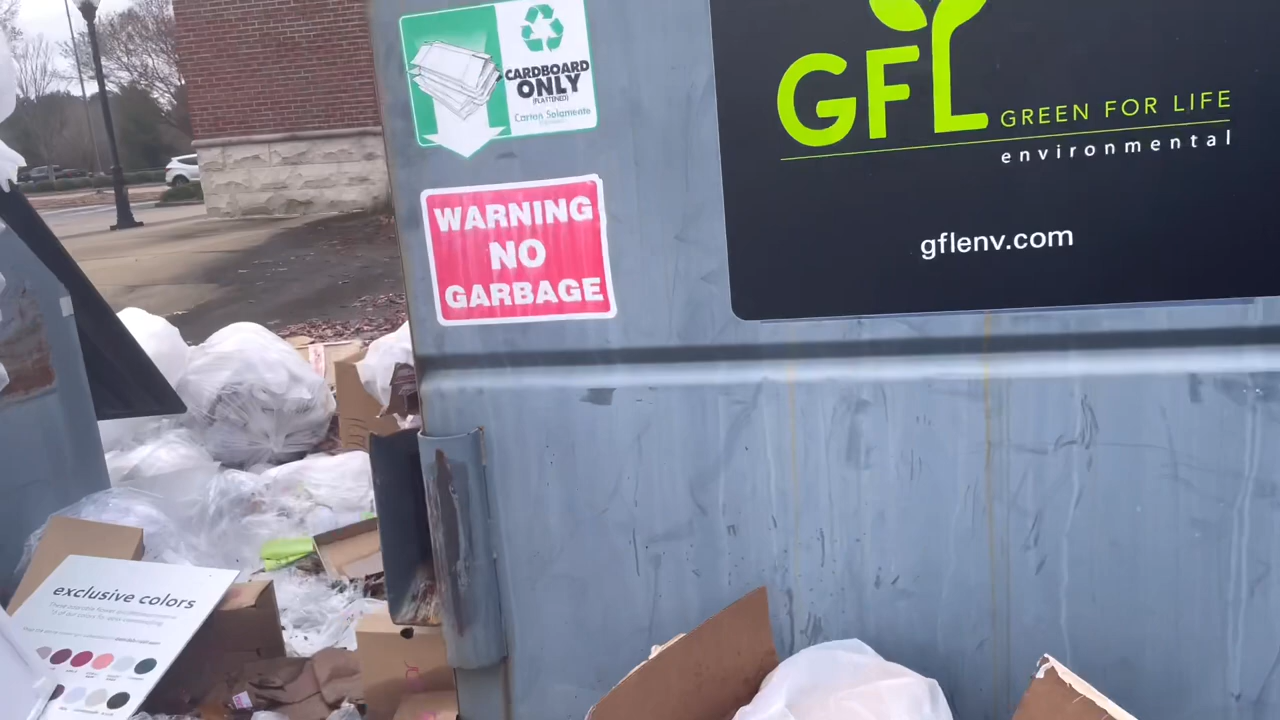 CARDBOARD
ONLY
(FLATTENED)
Carton Solamente
WARNING
NO
GARBAGE
GFL GREEN FOR LIFE
environmental
gflenv.com
exclusive colors